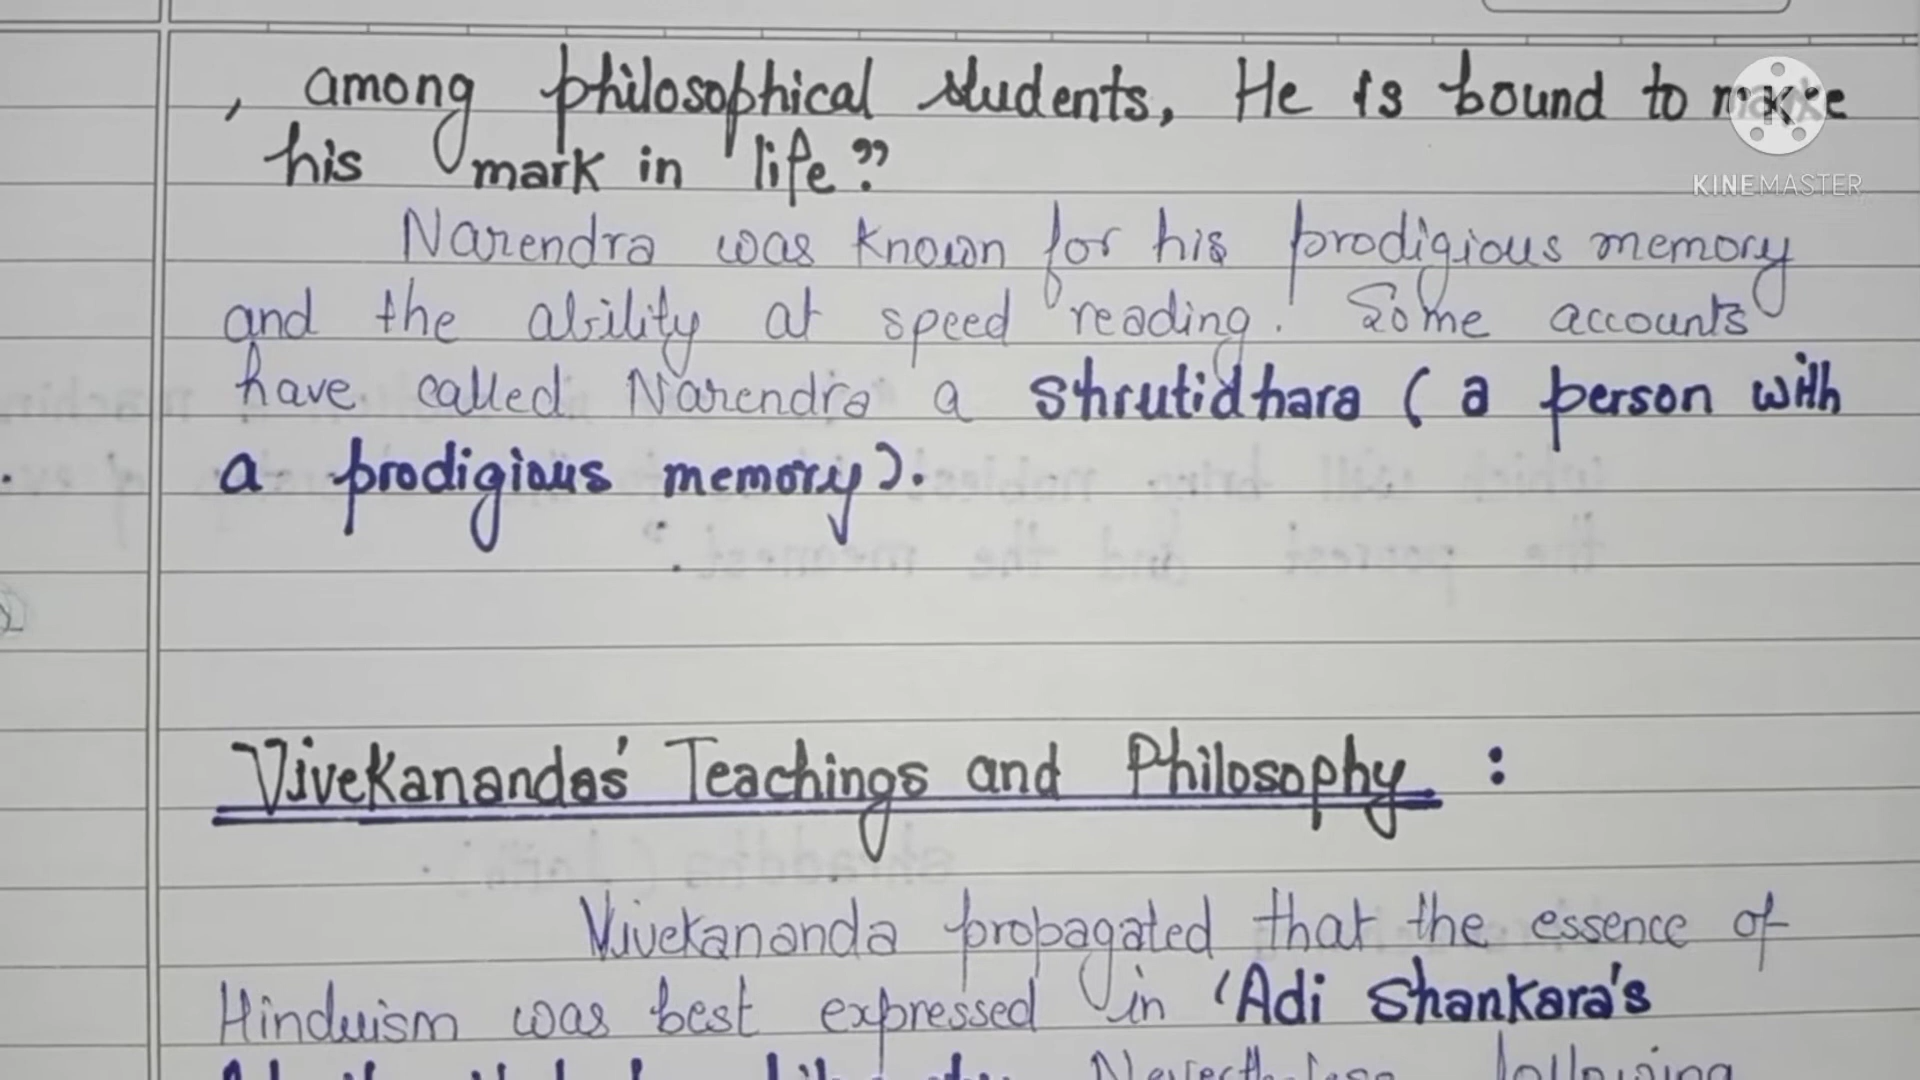 , among philosophical students, He is bound to make
his mark in life."
Narendra was known for his prodigious memory
and the ability at speed reading. Some accounts
have called Narendra a shrutidhara ( a person with
a prodigious memory).
Vivekanandas' Teachings and Philosophy :
Vivekananda propagated that the essence of
Hinduism was best expressed in 'Adi Shankara's
Nevertheless following
KINEMASTER